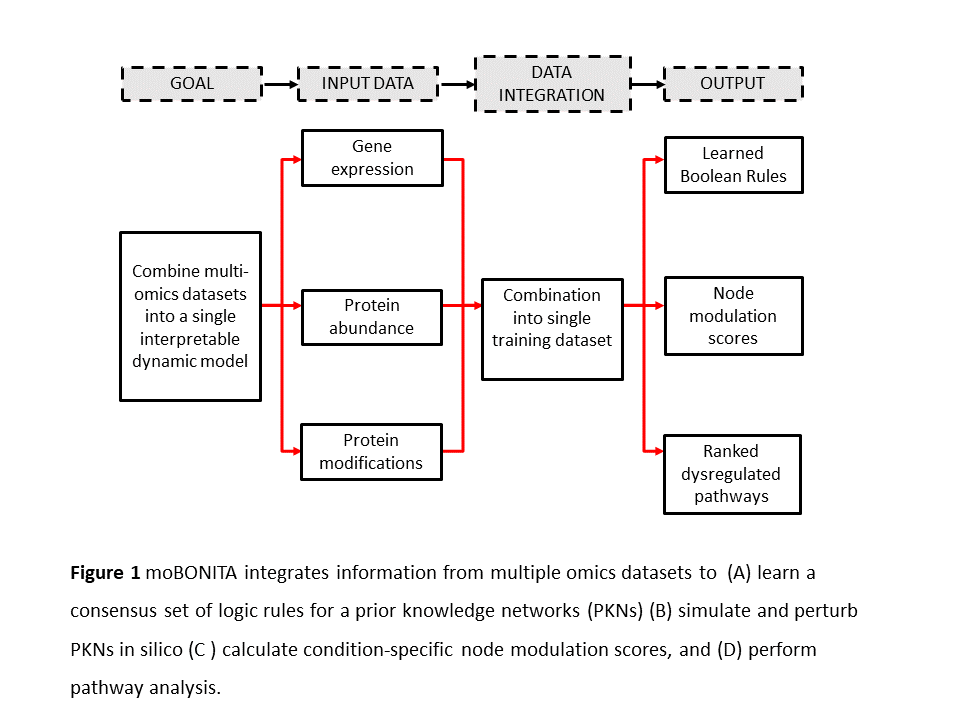 GOAL
INPUT DATA
DATA
INTEGRATION
OUTPUT
Combine multi-
omics datasets
into a single
interpretable
dynamic model
Gene
expression
Protein
abundance
Protein
modifications
Combination
into single
training dataset
Learned
Boolean Rules
Node
modulation
scores
Ranked
dysregulated
pathways
Figure 1 moBONITA integrates information from multiple omics datasets to (A) learn a
consensus set of logic rules for a prior knowledge networks (PKNs) (B) simulate and perturb
PKNs in silico (C ) calculate condition-specific node modulation scores, and (D) perform
pathway analysis.